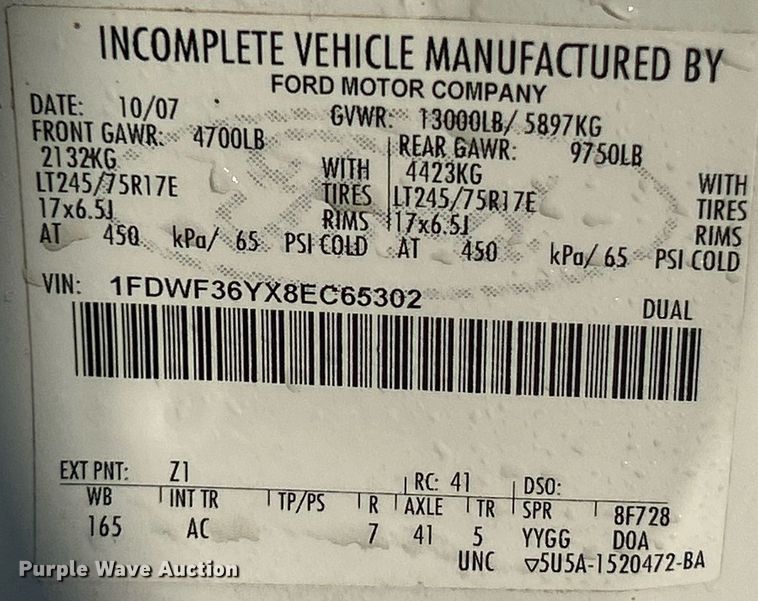 INCOMPLETE VEHICLE MANUFACTURED BY
FORD MOTOR COMPANY
DATE: 10/07 GVWR: 13000LB/ 5897KG
FRONT GAWR: 4700LB REAR GAWR: 9750LB
2132KG WITH 4423KG WITH
LT245/75R17E TIRES LT245/75R17E TIRES
17x6.5J RIMS 17x6.5J RIMS
AT 450 kPa/ 65 PSI COLD AT 450 kPa/ 65 PSI COLD
VIN: 1FDWF36YX8EC65302 DUAL
EXT PNT: Z1 RC: 41 DSO:
WB INT TR TP/PS R AXLE TR SPR 8F728
165 AC 7 41 5 YYGG DOA
UNC ▽5U5A-1520472-BA
Purple Wave Auction